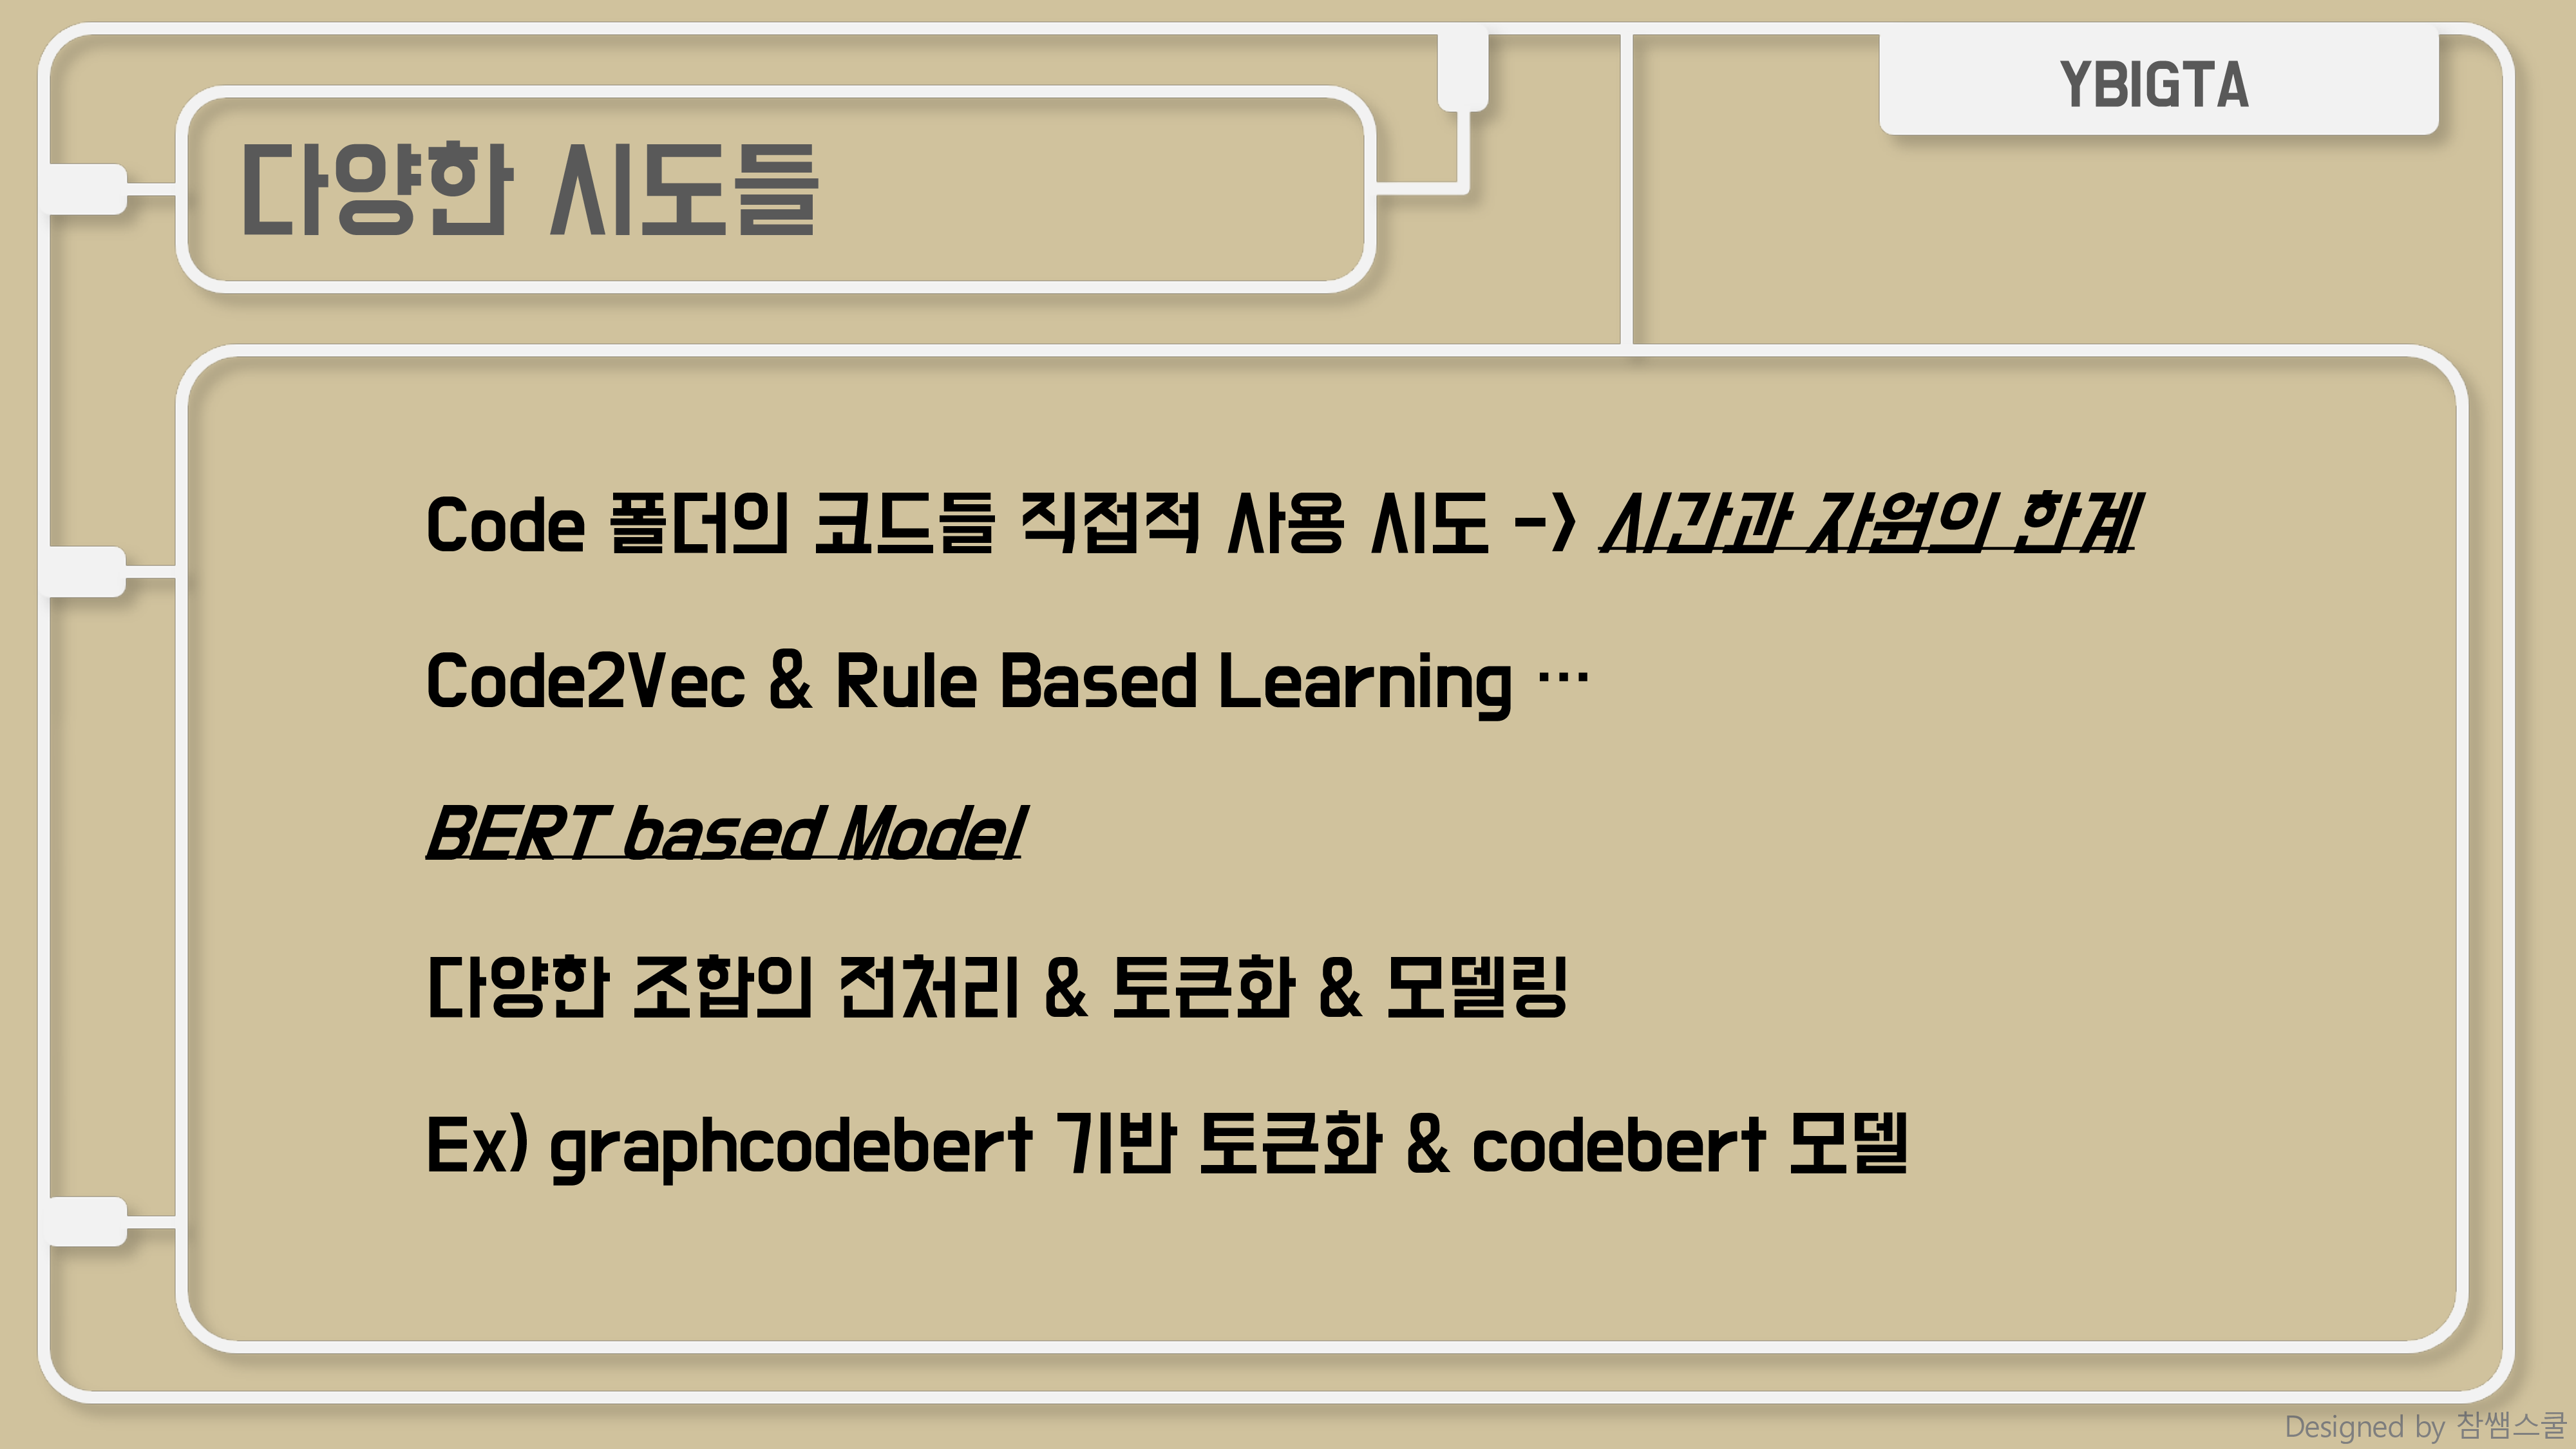 YBIGTA
다양한 시도들
Code 폴더의 코드들 직접적 사용 시도 -> 시간과 자원의 한계
Code2Vec & Rule Based Learning …
BERT based Model
다양한 조합의 전처리 & 토큰화 & 모델링
Ex) graphcodebert 기반 토큰화 & codebert 모델
Designed by 참쌤스쿨